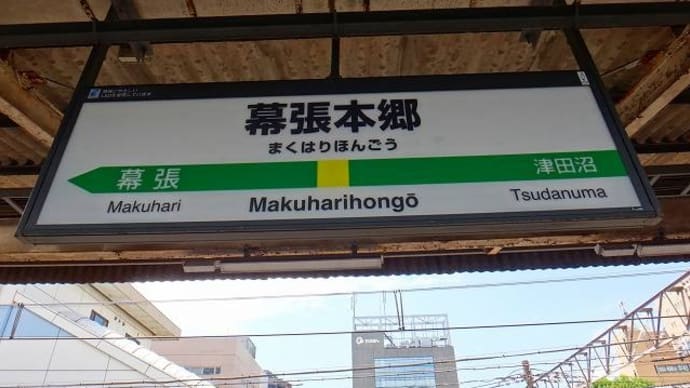 幕張本郷
まくはりほんごう
幕張
津田沼
Makuhari
Makuharihongō
Tsudanuma